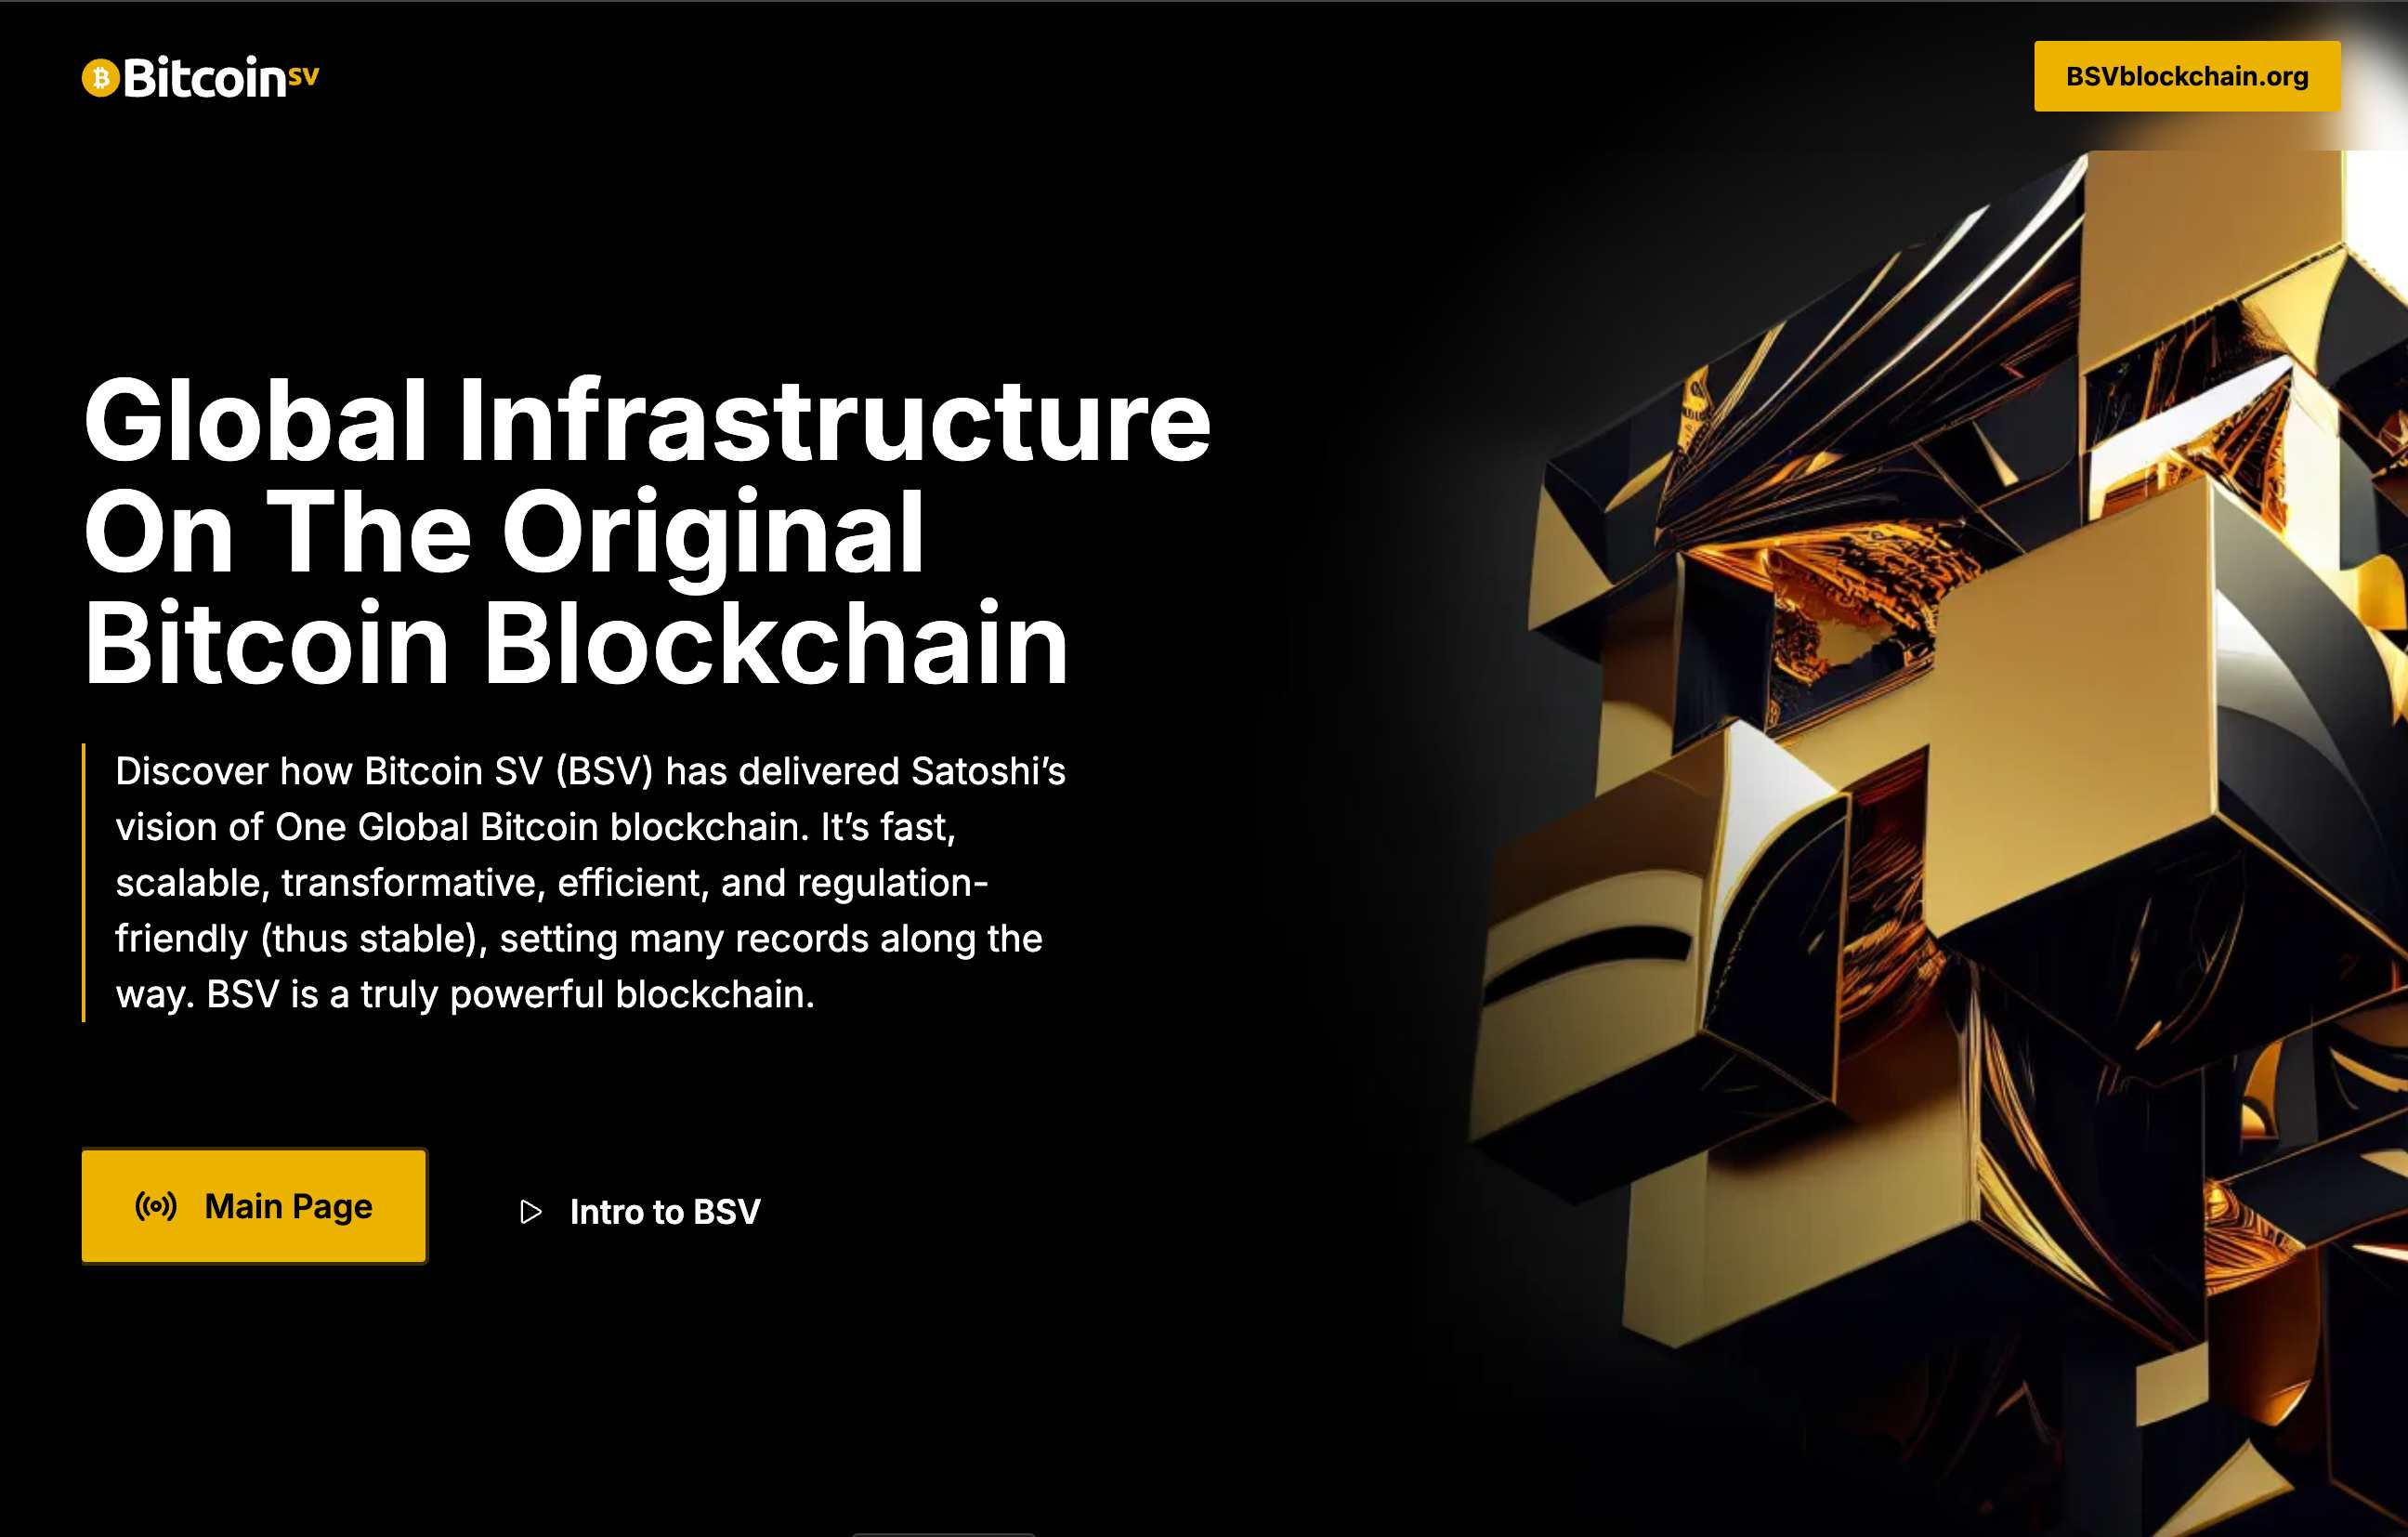 BitcoinSV
BSVblockchain.org
Global Infrastructure
On The Original
Bitcoin Blockchain
Discover how Bitcoin SV (BSV) has delivered Satoshi’s
vision of One Global Bitcoin blockchain. It’s fast,
scalable, transformative, efficient, and regulation-
friendly (thus stable), setting many records along the
way. BSV is a truly powerful blockchain.
Main Page
Intro to BSV